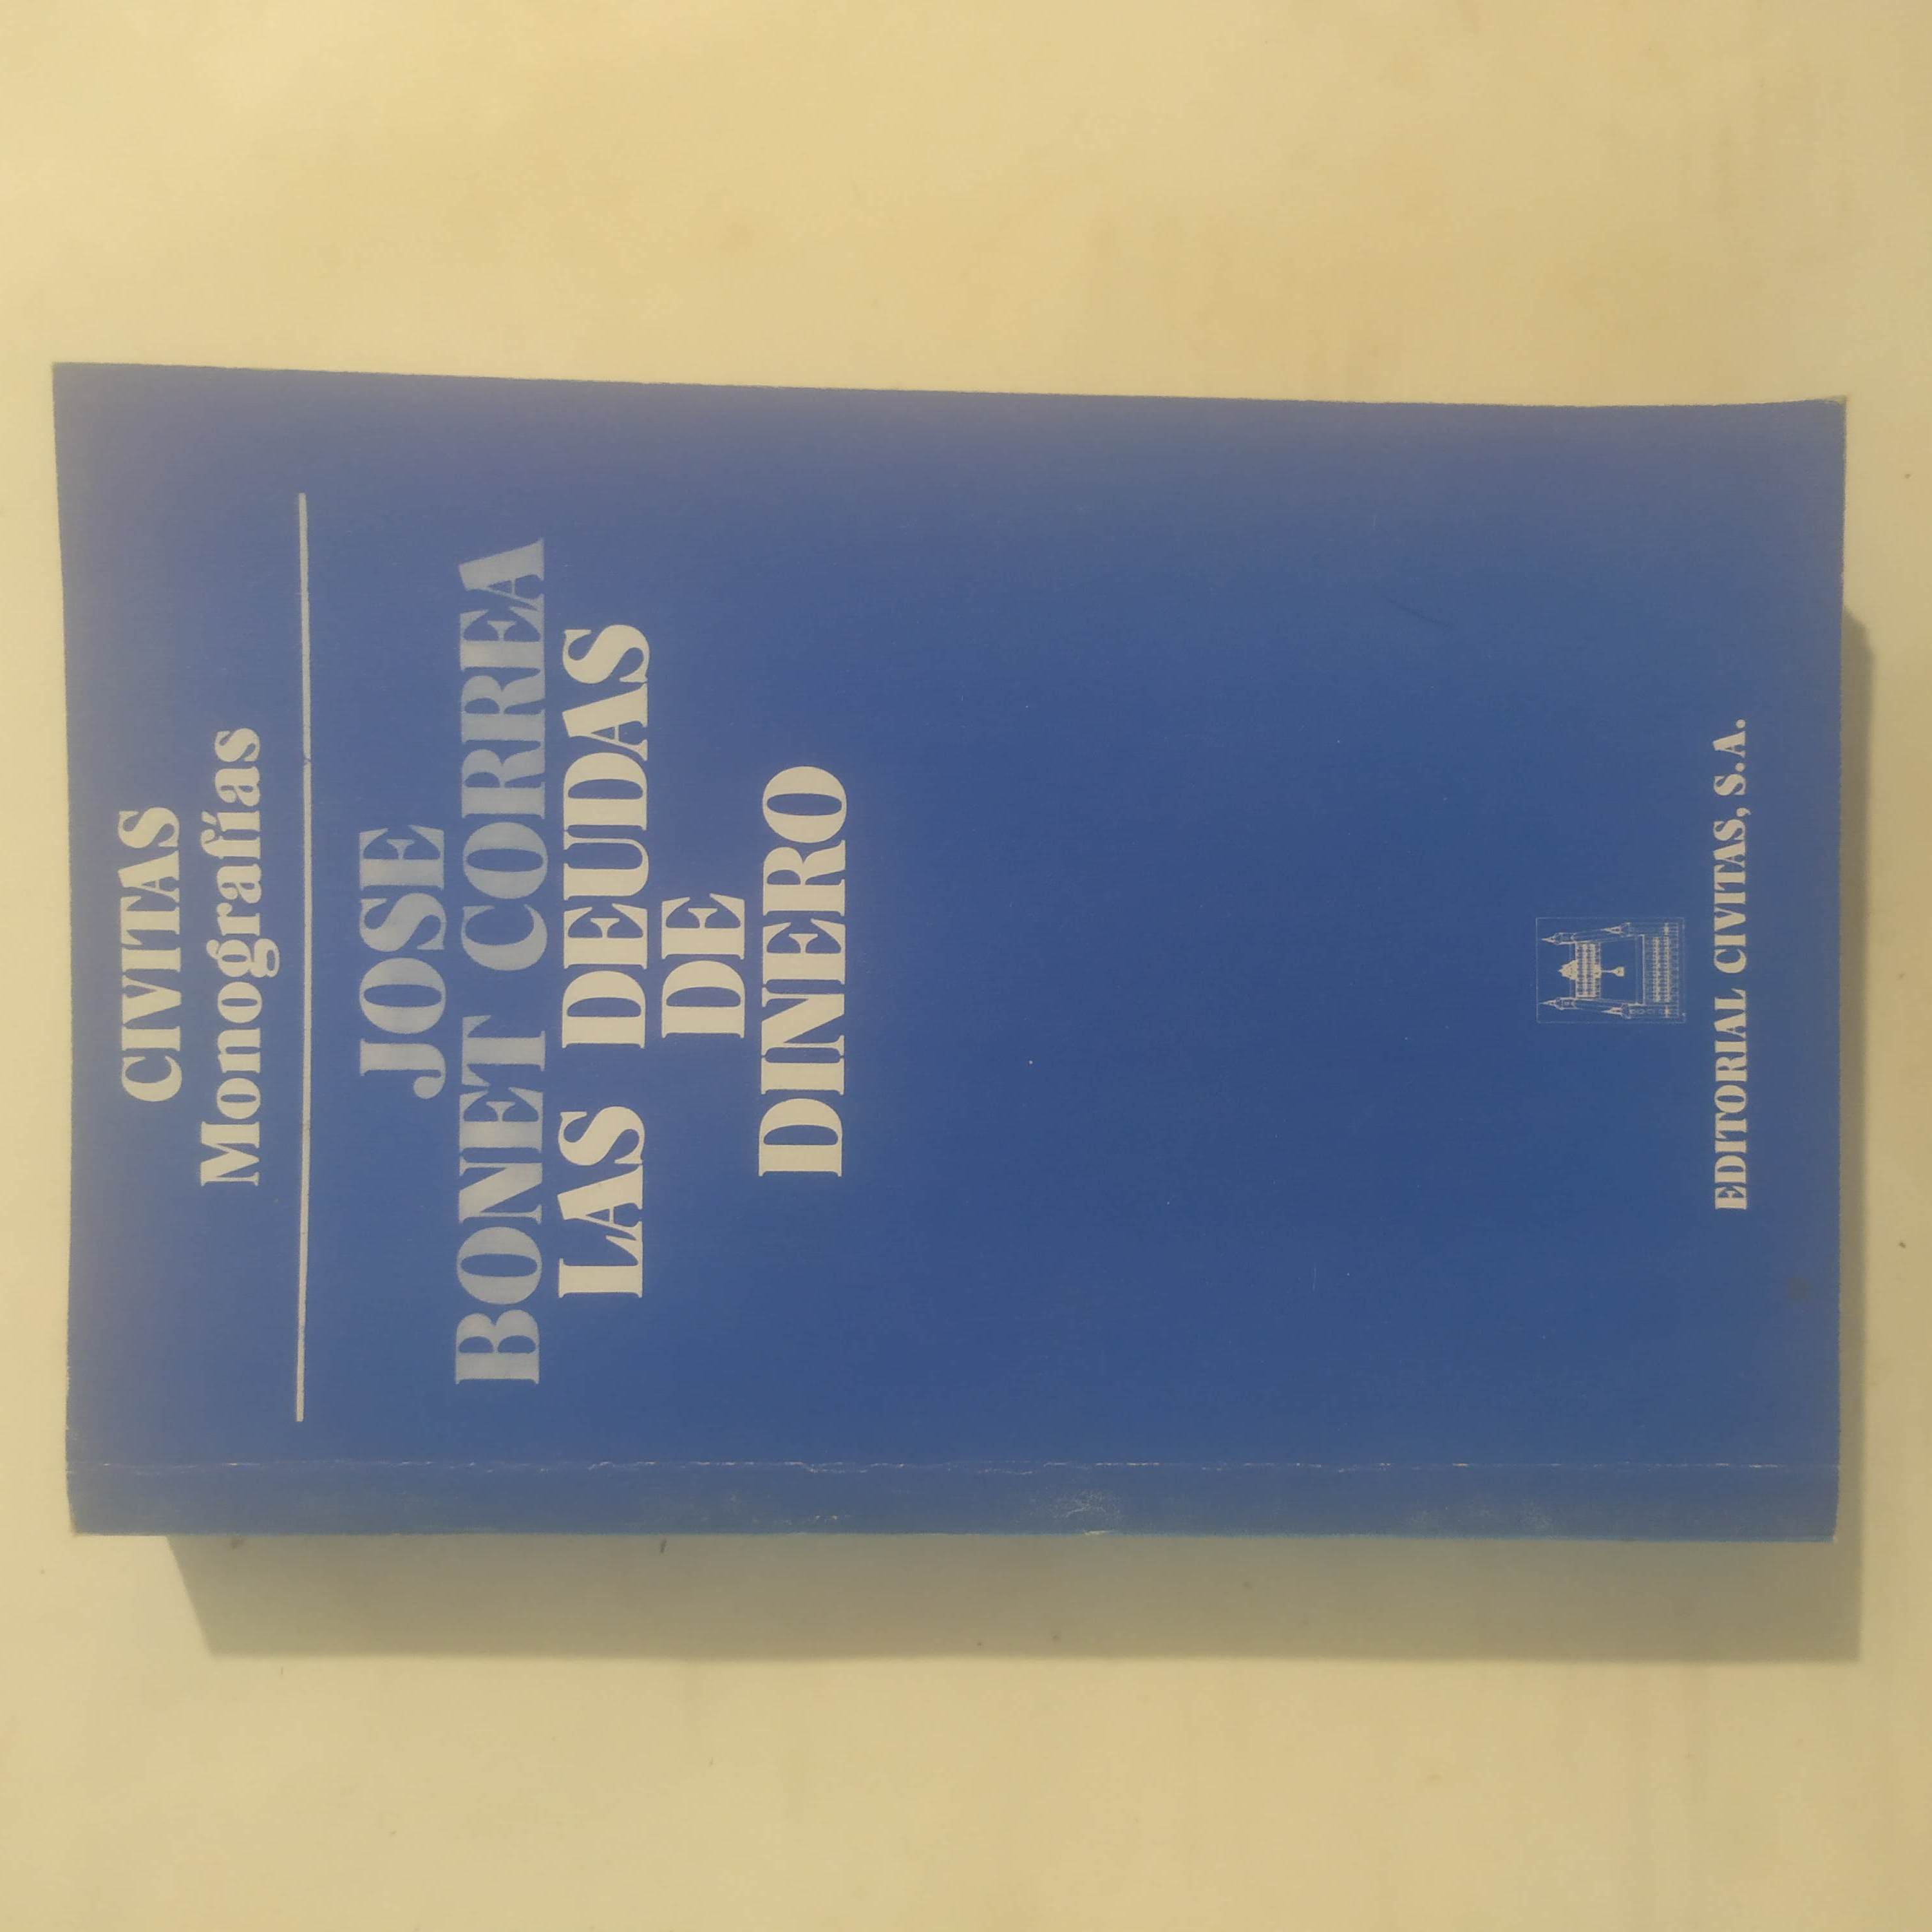 CIVITAS
Monografías
JOSE
BONET CORREA
LAS DEUDAS
DE
DINERO
EDITORIAL CIVITAS, S.A.